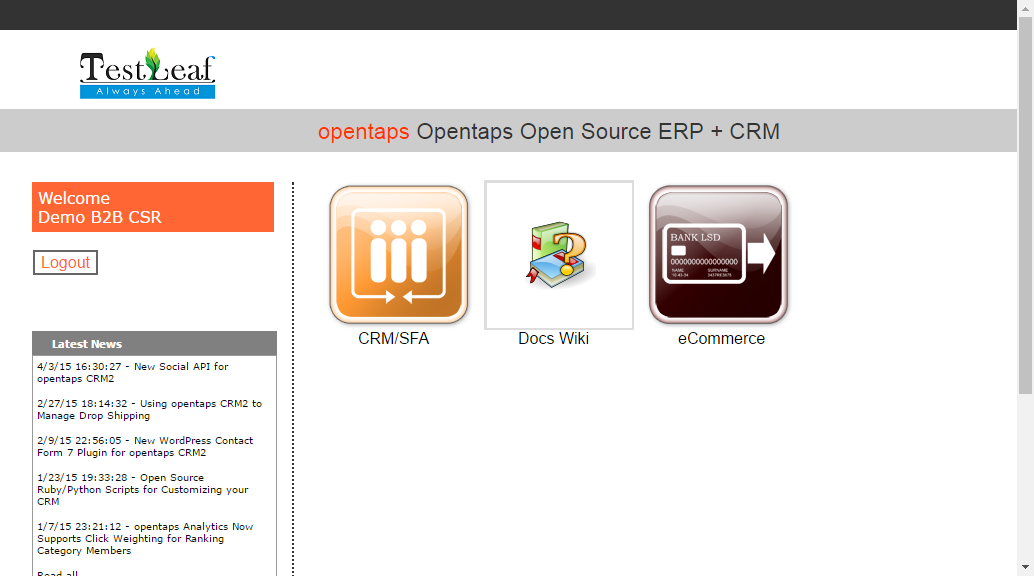 TestLeaf
Always Ahead
opentaps Opentaps Open Source ERP + CRM
Welcome
Demo B2B CSR
Logout
Latest News
4/3/15 16:30:27 - New Social API for
opentaps CRM2
2/27/15 18:14:32 - Using opentaps CRM2 to
Manage Drop Shipping
2/9/15 22:56:05 - New WordPress Contact
Form 7 Plugin for opentaps CRM2
1/23/15 19:33:28 - Open Source
Ruby/Python Scripts for Customizing your
CRM
1/7/15 23:21:12 - opentaps Analytics Now
Supports Click Weighting for Ranking
Category Members
Read all
CRM/SFA
Docs Wiki
BANK LSD
NAME SURNAME
eCommerce